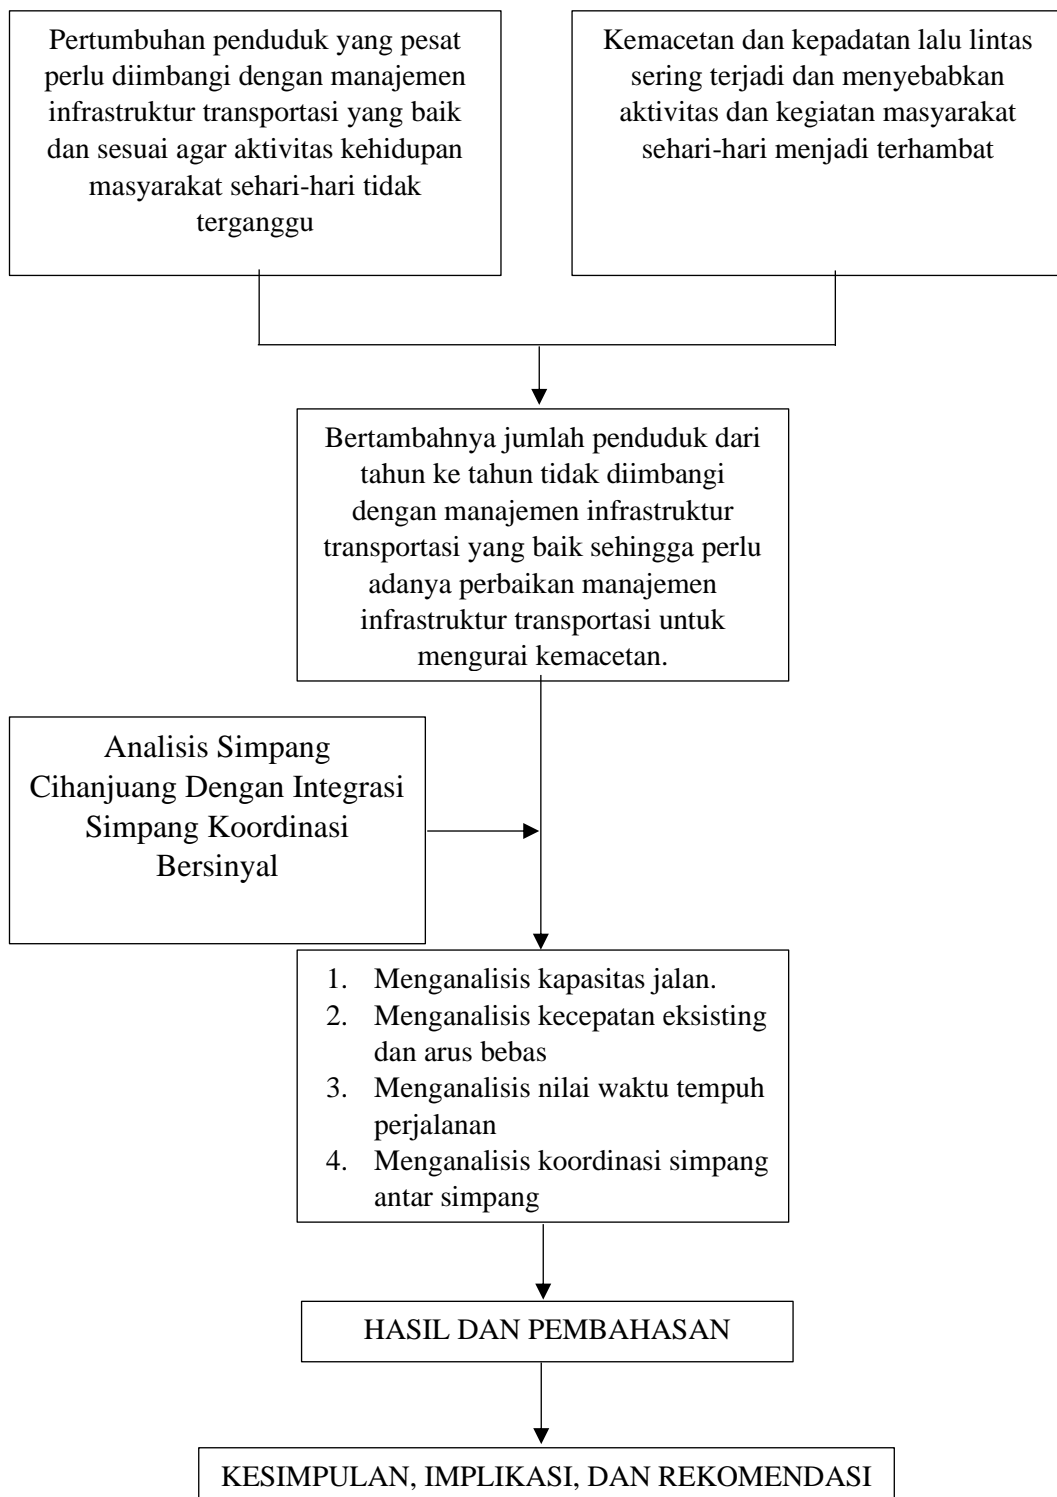 Pertumbuhan penduduk yang pesat
perlu diimbangi dengan manajemen
infrastruktur transportasi yang baik
dan sesuai agar aktivitas kehidupan
masyarakat sehari-hari tidak
terganggu
Kemacetan dan kepadatan lalu lintas
sering terjadi dan menyebabkan
aktivitas dan kegiatan masyarakat
sehari-hari menjadi terhambat
Bertambahnya jumlah penduduk dari
tahun ke tahun tidak diimbangi
dengan manajemen infrastruktur
transportasi yang baik sehingga perlu
adanya perbaikan manajemen
infrastruktur transportasi untuk
mengurai kemacetan.
Analisis Simpang
Cihanjuang Dengan Integrasi
Simpang Koordinasi
Bersinyal
1. Menganalisis kapasitas jalan.
2. Menganalisis kecepatan eksisting
dan arus bebas
3. Menganalisis nilai waktu tempuh
perjalanan
4. Menganalisis koordinasi simpang
antar simpang
HASIL DAN PEMBAHASAN
KESIMPULAN, IMPLIKASI, DAN REKOMENDASI